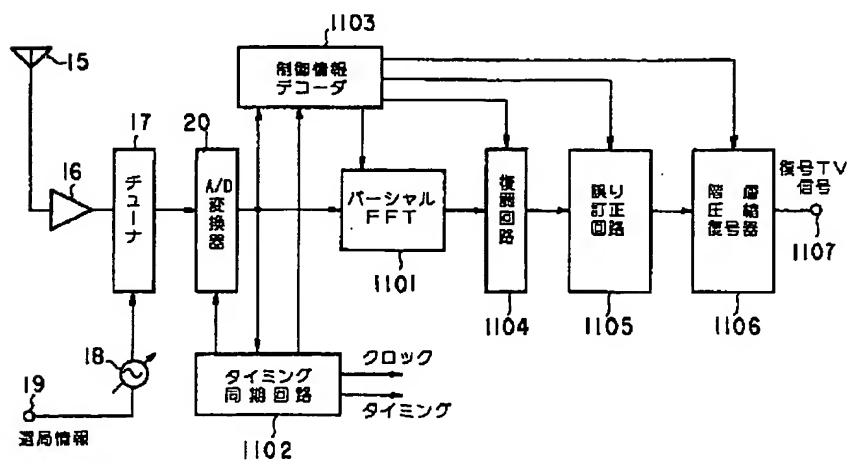 1103
15
制御情報
デコーダ
17
20
16
チューナ
A/D
変換器
パーシャル
FFT
1101
復調回路
1104
誤り
訂正
回路
1105
階層
圧縮
復号器
1106
復号TV
信号
1107
18
19
選局情報
タイミング
同期回路
1102
クロック
タイミング